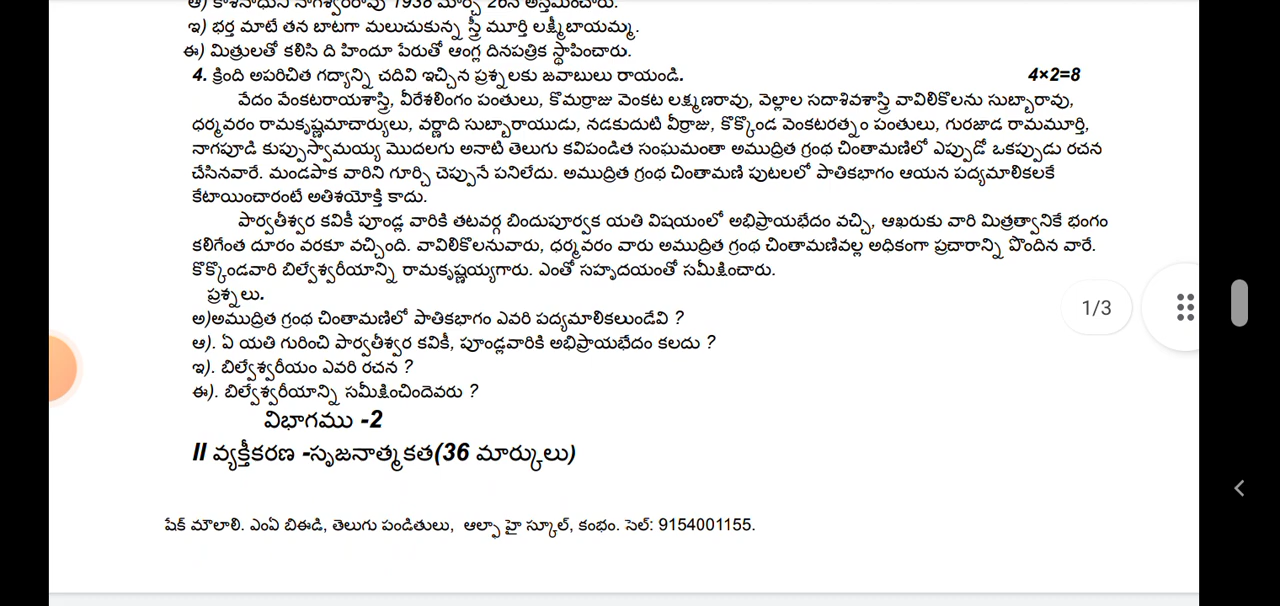 ఆ) కాశీనాధుని నాగేశ్వరరావు 1938 మార్చి 26న అస్తమించారు.
ఇ) భర్త మాటే తన బాటగా మలుచుకున్న స్త్రీ మూర్తి లక్ష్మీబాయమ్మ.
ఈ) మిత్రులతో కలిసి ది హిందూ పేరుతో ఆంగ్ల దినపత్రిక స్థాపించారు.
4. క్రింది అపరిచిత గద్యాన్ని చదివి ఇచ్చిన ప్రశ్నలకు జవాబులు రాయండి. 4×2=8
వేదం వేంకటరాయశాస్త్రి, వీరేశలింగం పంతులు, కొమర్రాజు వెంకట లక్ష్మణరావు, వెల్లాల సదాశివశాస్త్రి వావిలికొలను సుబ్బారావు,
ధర్మవరం రామకృష్ణమాచార్యులు, వర్ణాది సుబ్బారాయుడు, నడకుదుటి వీర్రాజు, కొక్కొండ వెంకటరత్నం పంతులు, గురజాడ రామమూర్తి,
నాగపూడి కుప్పుస్వామయ్య మొదలగు అనాటి తెలుగు కవిపండిత సంఘమంతా అముద్రిత గ్రంథ చింతామణిలో ఎప్పుడో ఒకప్పుడు రచన
చేసినవారే. మండపాక వారిని గూర్చి చెప్పునే పనిలేదు. అముద్రిత గ్రంథ చింతామణి పుటలలో పాతికభాగం ఆయన పద్యమాలికలకే
కేటాయించారంటే అతిశయోక్తి కాదు.
పార్వతీశ్వర కవికీ పూండ్ల వారికి తటవర్గ బిందుపూర్వక యతి విషయంలో అభిప్రాయభేదం వచ్చి, ఆఖరుకు వారి మిత్రత్వానికే భంగం
కలిగేంత దూరం వరకూ వచ్చింది. వావిలికొలనువారు, ధర్మవరం వారు అముద్రిత గ్రంథ చింతామణివల్ల అధికంగా ప్రచారాన్ని పొందిన వారే.
కొక్కొండవారి బిల్వేశ్వరీయాన్ని రామకృష్ణయ్యగారు. ఎంతో సహృదయంతో సమీక్షించారు.
ప్రశ్నలు.
అ)అముద్రిత గ్రంథ చింతామణిలో పాతికభాగం ఎవరి పద్యమాలికలుండేవి ?
ఆ). ఏ యతి గురించి పార్వతీశ్వర కవికీ, పూండ్లవారికి అభిప్రాయభేదం కలదు ?
ఇ). బిల్వేశ్వరీయం ఎవరి రచన ?
ఈ). బిల్వేశ్వరీయాన్ని సమీక్షించిందెవరు ?
విభాగము -2
II వ్యక్తీకరణ -సృజనాత్మకత(36 మార్కులు)
షేక్ మౌలాలి. ఎంఏ బిఈడి, తెలుగు పండితులు, ఆల్ఫా హై స్కూల్, కంభం. సెల్: 9154001155.
1/3